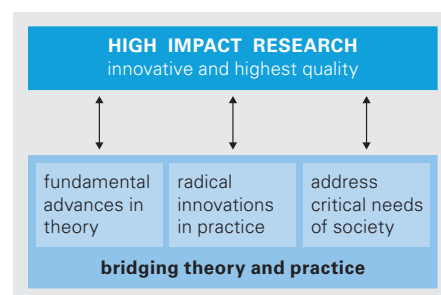 HIGH IMPACT RESEARCH
innovative and highest quality
fundamental
advances in
theory
radical
innovations
in practice
address
critical needs
of society
bridging theory and practice